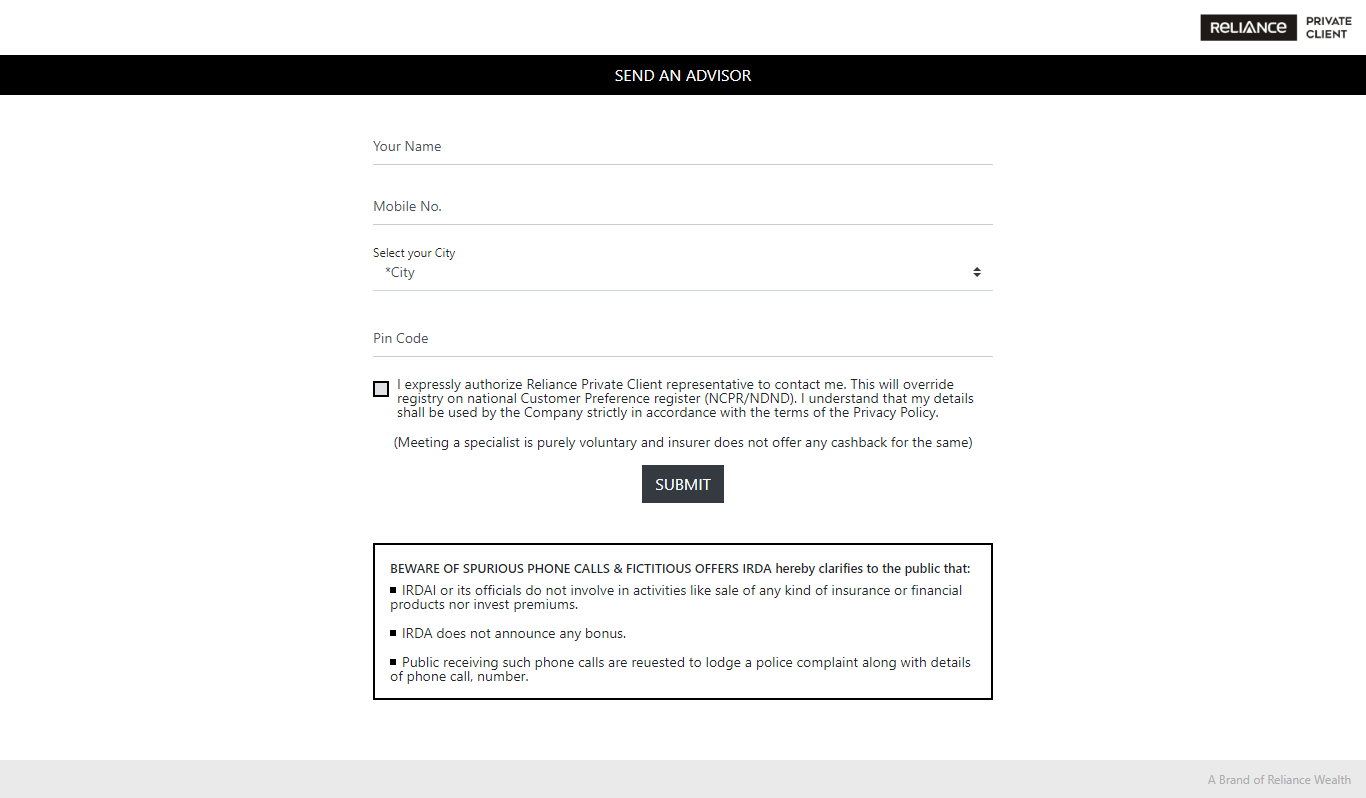 RELIANCE PRIVATE
CLIENT
SEND AN ADVISOR
Your Name
Mobile No.
Select your City
*City
Pin Code
I expressly authorize Reliance Private Client representative to contact me. This will override
registry on national Customer Preference register (NCPR/NDND). I understand that my details
shall be used by the Company strictly in accordance with the terms of the Privacy Policy.
(Meeting a specialist is purely voluntary and insurer does not offer any cashback for the same)
SUBMIT
BEWARE OF SPURIOUS PHONE CALLS & FICTITIOUS OFFERS IRDA hereby clarifies to the public that:
▪ IRDAI or its officials do not involve in activities like sale of any kind of insurance or financial
products nor invest premiums.
▪ IRDA does not announce any bonus.
▪ Public receiving such phone calls are reuested to lodge a police complaint along with details
of phone call, number.
A Brand of Reliance Wealth